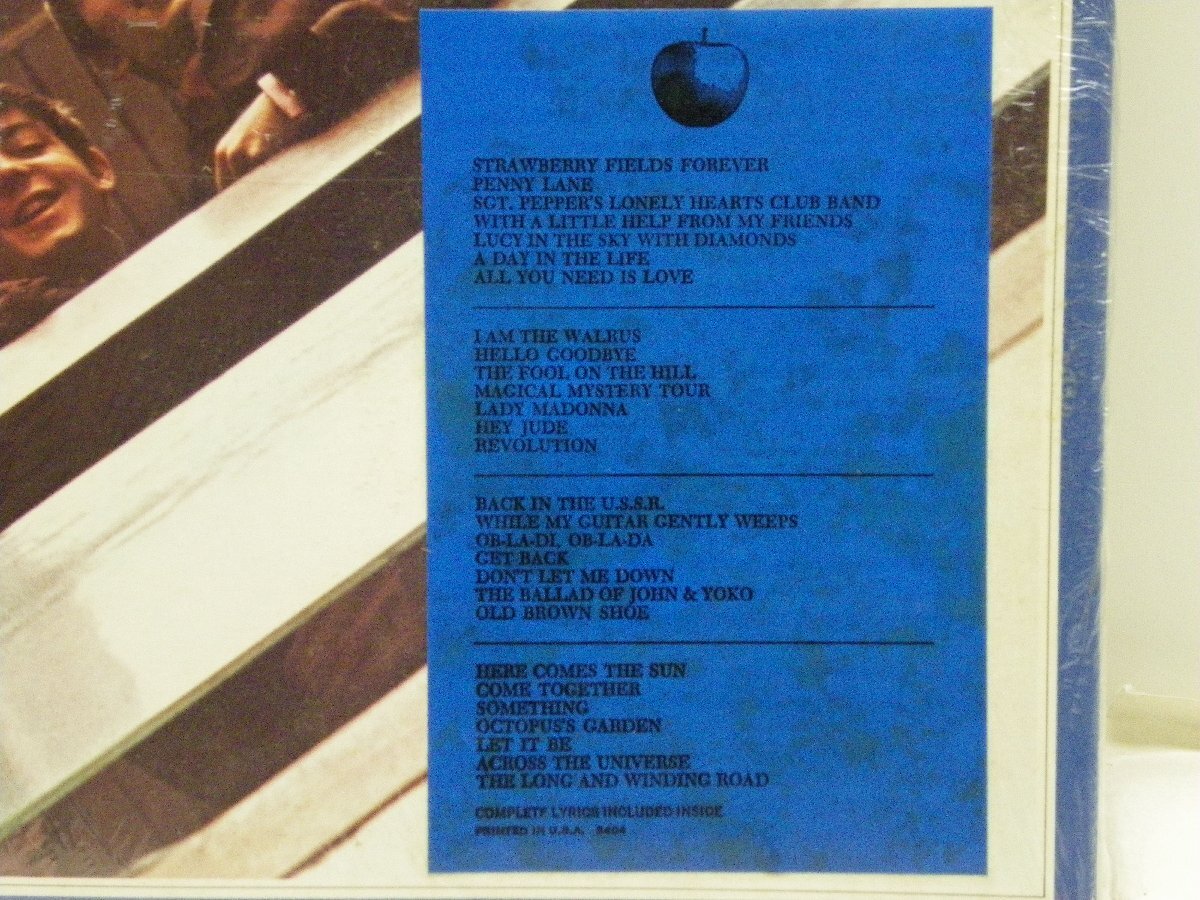 STRAWBERRY FIELDS FOREVER
PENNY LANE
SGT. PEPPER'S LONELY HEARTS CLUB BAND
WITH A LITTLE HELP FROM MY FRIENDS
LUCY IN THE SKY WITH DIAMONDS
A DAY IN THE LIFE
ALL YOU NEED IS LOVE
I AM THE WALRUS
HELLO GOODBYE
THE FOOL ON THE HILL
MAGICAL MYSTERY TOUR
LADY MADONNA
HEY JUDE
REVOLUTION
BACK IN THE U.S.S.R.
WHILE MY GUITAR GENTLY WEEPS
OB-LA-DI, OB-LA-DA
GET BACK
DON'T LET ME DOWN
THE BALLAD OF JOHN & YOKO
OLD BROWN SHOE
HERE COMES THE SUN
COME TOGETHER
SOMETHING
OCTOPUS'S GARDEN
LET IT BE
ACROSS THE UNIVERSE
THE LONG AND WINDING ROAD
COMPLETE LYRICS INCLUDED INSIDE
PRINTED IN U.S.A.